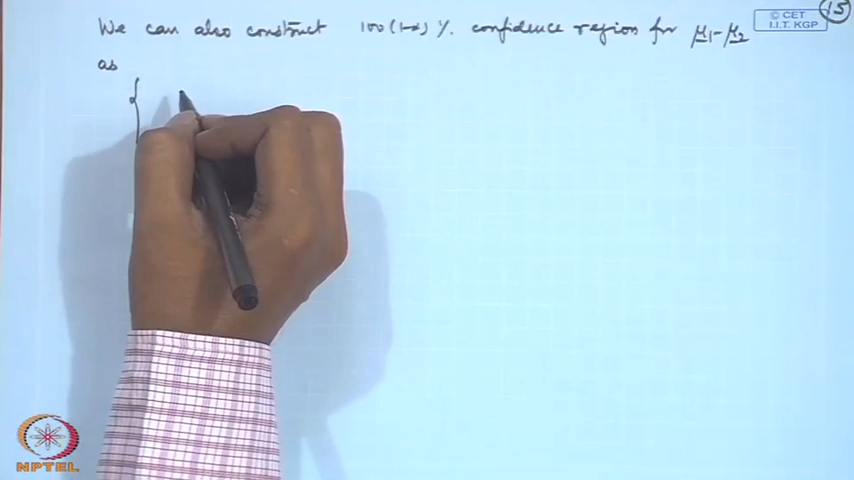 We can also construct 100(1-α)% confidence region for μ1-μ2
as
{
© CET
I.I.T. KGP
15
NPTEL